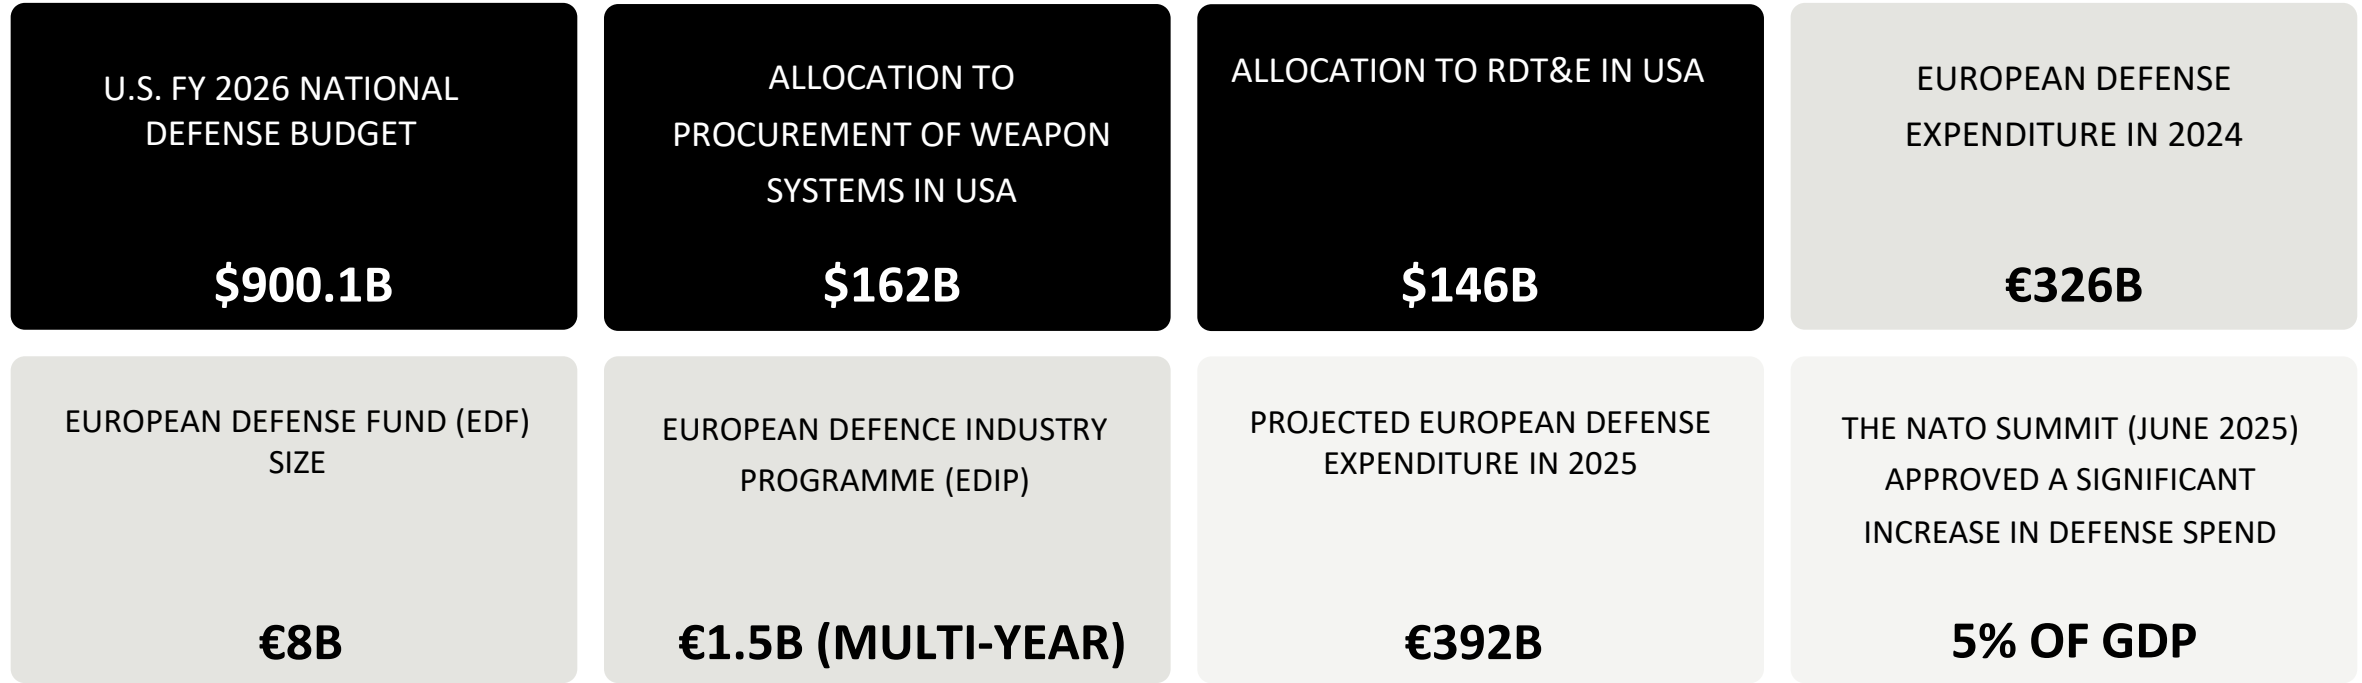 U.S. FY 2026 NATIONAL
DEFENSE BUDGET
$900.1B
ALLOCATION TO
PROCUREMENT OF WEAPON
SYSTEMS IN USA
$162B
ALLOCATION TO RDT&E IN USA
$146B
EUROPEAN DEFENSE
EXPENDITURE IN 2024
€326B
EUROPEAN DEFENSE FUND (EDF)
SIZE
€8B
EUROPEAN DEFENCE INDUSTRY
PROGRAMME (EDIP)
€1.5B (MULTI-YEAR)
PROJECTED EUROPEAN DEFENSE
EXPENDITURE IN 2025
€392B
THE NATO SUMMIT (JUNE 2025)
APPROVED A SIGNIFICANT
INCREASE IN DEFENSE SPEND
5% OF GDP